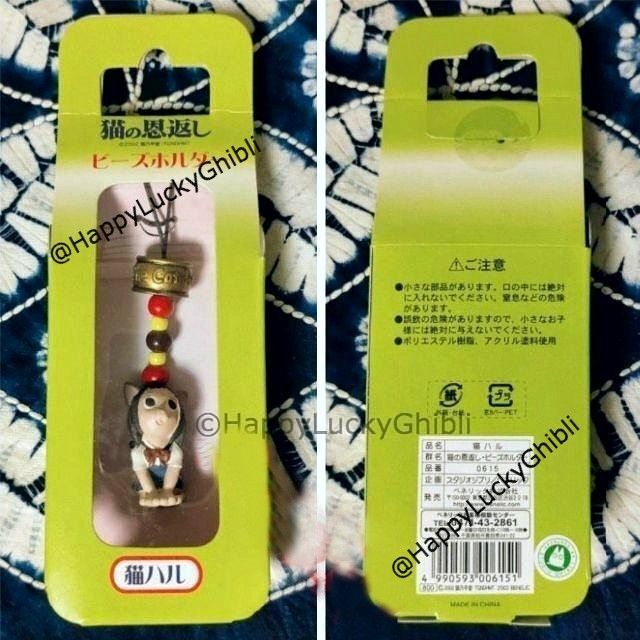 猫の恩返し
ビーズホルダ
@HappyLuckyGhibli
猫ハル
⚠ご注意
●小さな部品があります。口の中には絶対
に入れないでください。窒息などの危険
があります。
●誤飲の危険がありますので、小さなお子
様には絶対に与えないでください。
●ポリエステル樹脂、アクリル塗料使用
紙
プラ
品名 猫ハル
群名 猫の恩返し・ビーズホルダ
品番 0615
企画 スタジオジブリ
発売
43-2861
4 990593 006151
800
MADE IN CHINA
©HappyLuckyGhibli
@HappyLuckyGhibli